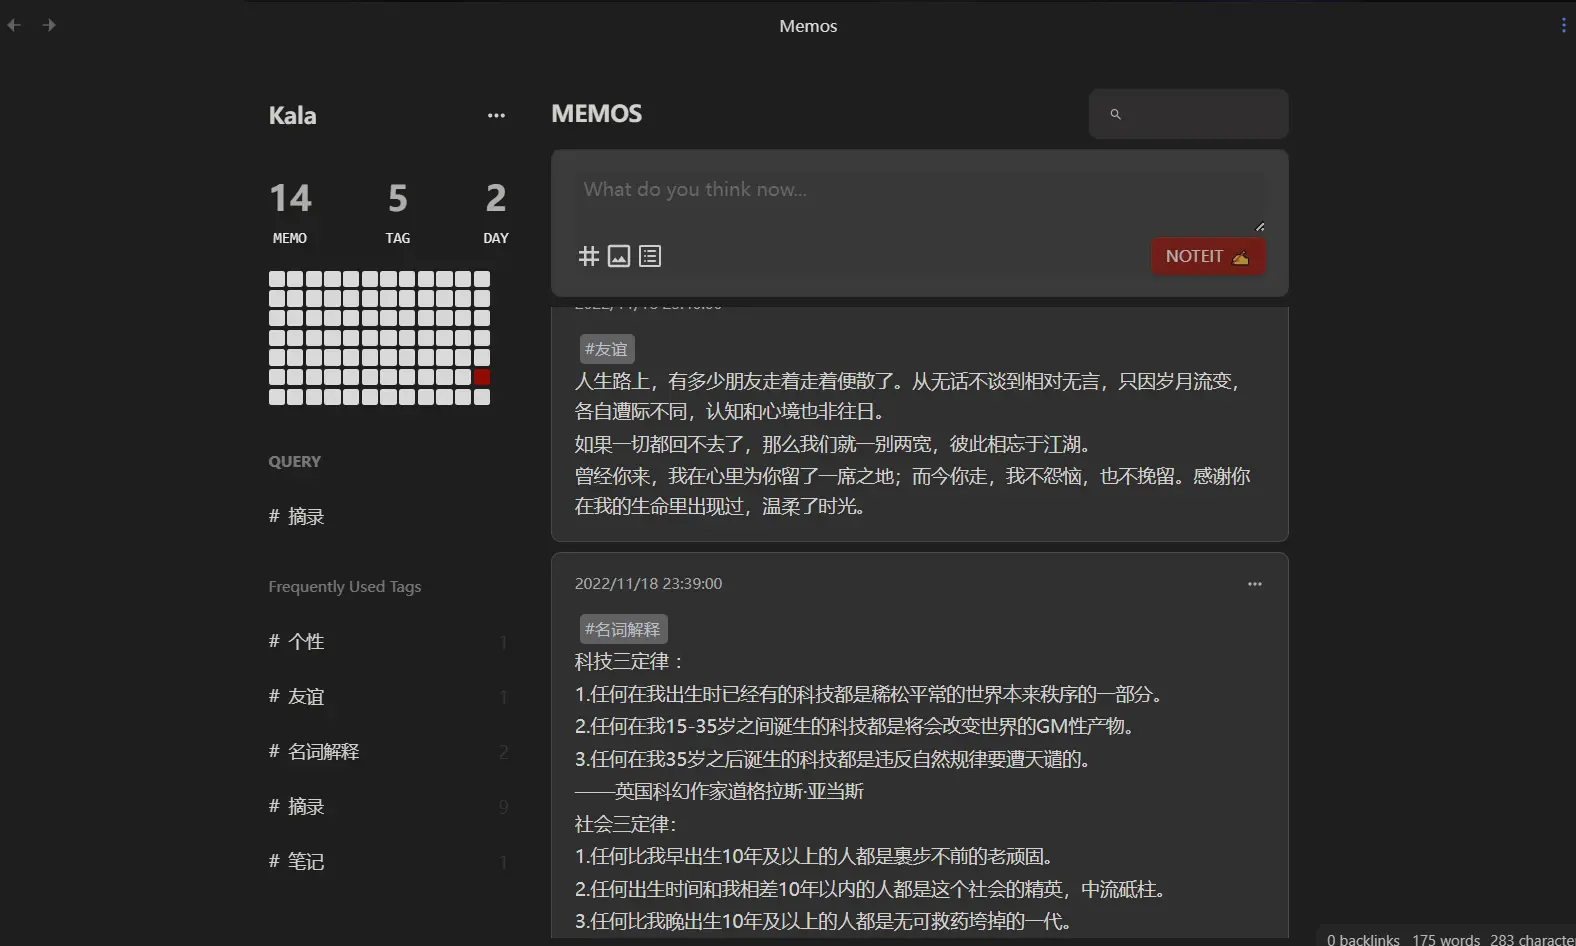 Memos
Kala
14
5
2
MEMO
TAG
DAY
QUERY
# 摘录
Frequently Used Tags
# 个性 1
# 友谊 1
# 名词解释 2
# 摘录 9
# 笔记 1
MEMOS
What do you think now...
NOTEIT ✍
#友谊
人生路上，有多少朋友走着走着便散了。从无话不谈到相对无言，只因岁月流变，
各自遭际不同，认知和心境也非往日。
如果一切都回不去了，那么我们就一别两宽，彼此相忘于江湖。
曾经你来，我在心里为你留了一席之地；而今你走，我不怨恼，也不挽留。感谢你
在我的生命里出现过，温柔了时光。
2022/11/18 23:39:00
#名词解释
科技三定律：
1.任何在我出生时已经有的科技都是稀松平常的世界本来秩序的一部分。
2.任何在我15-35岁之间诞生的科技都是将会改变世界的GM性产物。
3.任何在我35岁之后诞生的科技都是违反自然规律要遭天谴的。
——英国科幻作家道格拉斯·亚当斯
社会三定律：
1.任何比我早出生10年及以上的人都是裹步不前的老顽固。
2.任何出生时间和我相差10年以内的人都是这个社会的精英，中流砥柱。
3.任何比我晚出生10年及以上的人都是无可救药垮掉的一代。
0 backlinks 175 words 283 characte